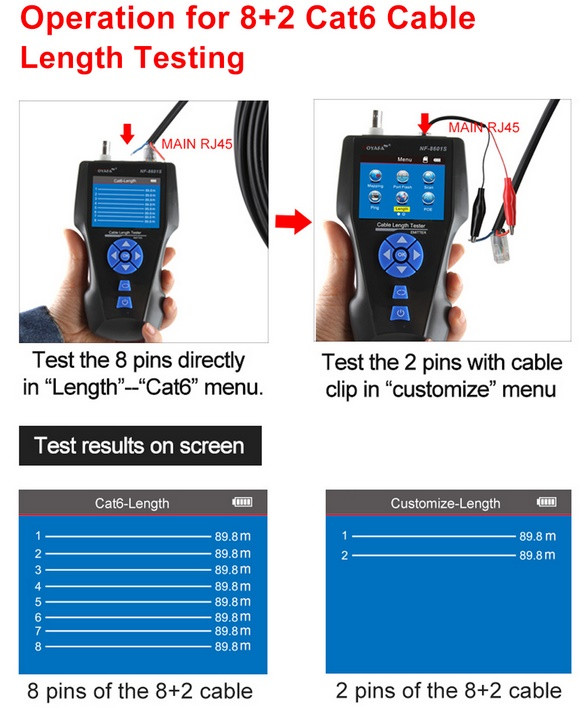 Operation for 8+2 Cat6 Cable
Length Testing
MAIN RJ45
NF-8601S
Cat6-Length
Cable Length Tester
OK
MAIN RJ45
NF-8601S
Menu
Mapping
Port Flash
Scan
Ping
Length
POE
Cable Length Tester
EMITTER
OK
Test the 8 pins directly
in “Length”--“Cat6” menu.
Test the 2 pins with cable
clip in “customize” menu
Test results on screen
Cat6-Length
1 89.8 m
2 89.8 m
3 89.8 m
4 89.8 m
5 89.8 m
6 89.8 m
7 89.8 m
8 89.8 m
Customize-Length
1 89.8 m
2 89.8 m
8 pins of the 8+2 cable
2 pins of the 8+2 cable